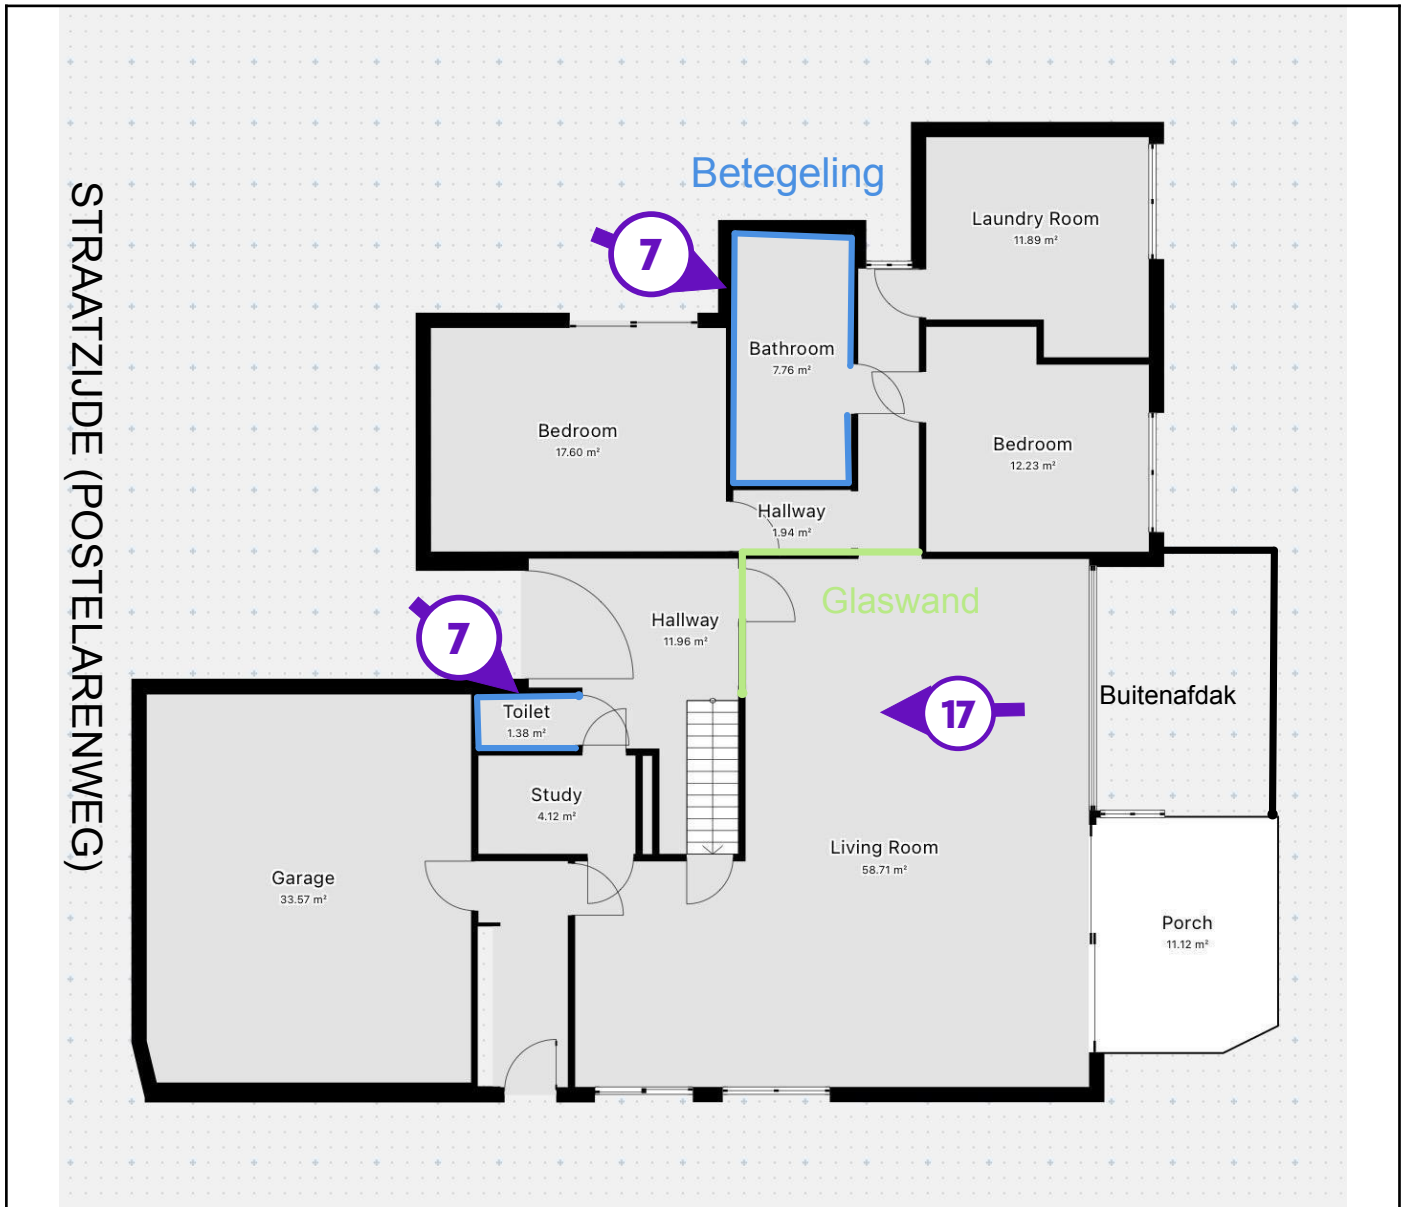 STRAATZIJDE (POSTELARENWEG)
Betegeling
7
Laundry Room
11.89 m²
Bathroom
7.76 m²
Bedroom
17.60 m²
Bedroom
12.23 m²
Hallway
1.94 m²
Glaswand
Hallway
11.96 m²
7
Buitenafdak
17
Toilet
1.38 m²
Study
4.12 m²
Living Room
58.71 m²
Garage
33.57 m²
Porch
11.12 m²